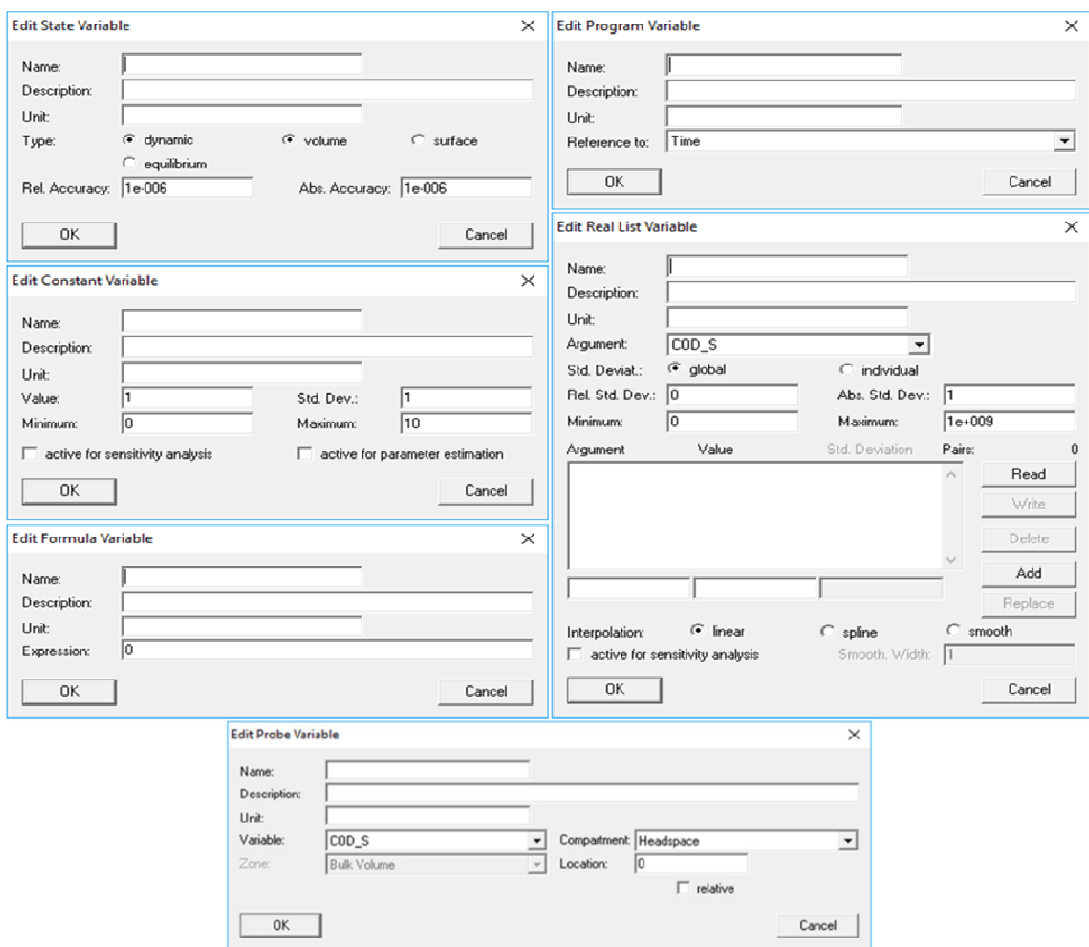 Edit State Variable
Name:
Description:
Unit:
Type: dynamic volume surface
equilibrium
Rel. Accuracy: 1e-006 Abs. Accuracy: 1e-006
OK Cancel
Edit Constant Variable
Name:
Description:
Unit:
Value: 1 Std. Dev.: 1
Minimum: 0 Maximum: 10
active for sensitivity analysis active for parameter estimation
OK Cancel
Edit Formula Variable
Name:
Description:
Unit:
Expression: 0
OK Cancel
Edit Program Variable
Name:
Description:
Unit:
Reference to: Time
OK Cancel
Edit Real List Variable
Name:
Description:
Unit:
Argument: COD_S
Std. Deviat.: global individual
Rel. Std. Dev.: 0 Abs. Std. Dev.: 1
Minimum: 0 Maximum: 1e+009
Argument Value Std. Deviation Pairs: 0
Read
Write
Delete
Add
Replace
Interpolation: linear spline smooth
active for sensitivity analysis Smooth. Width: 1
OK Cancel
Edit Probe Variable
Name:
Description:
Unit:
Variable: COD_S Compartment: Headspace
Zone: Bulk Volume Location: 0
relative
OK Cancel